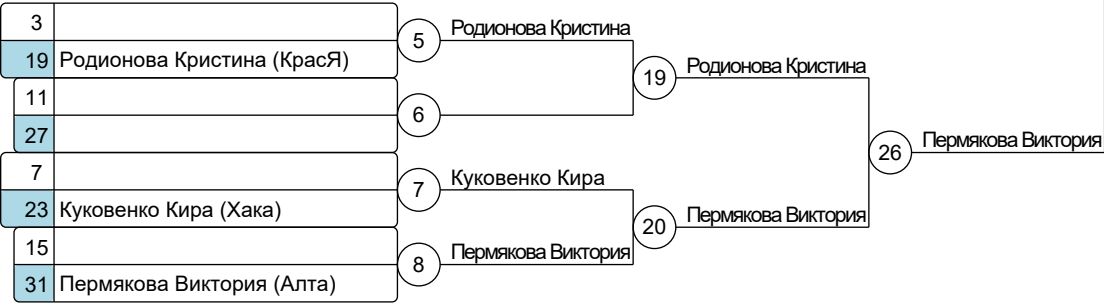 3
19 Родионова Кристина (КрасЯ)
11
27
7
23 Куковенко Кира (Хака)
15
31 Пермякова Виктория (Алта)
5 Родионова Кристина
6
7 Куковенко Кира
8 Пермякова Виктория
19 Родионова Кристина
20 Пермякова Виктория
26 Пермякова Виктория